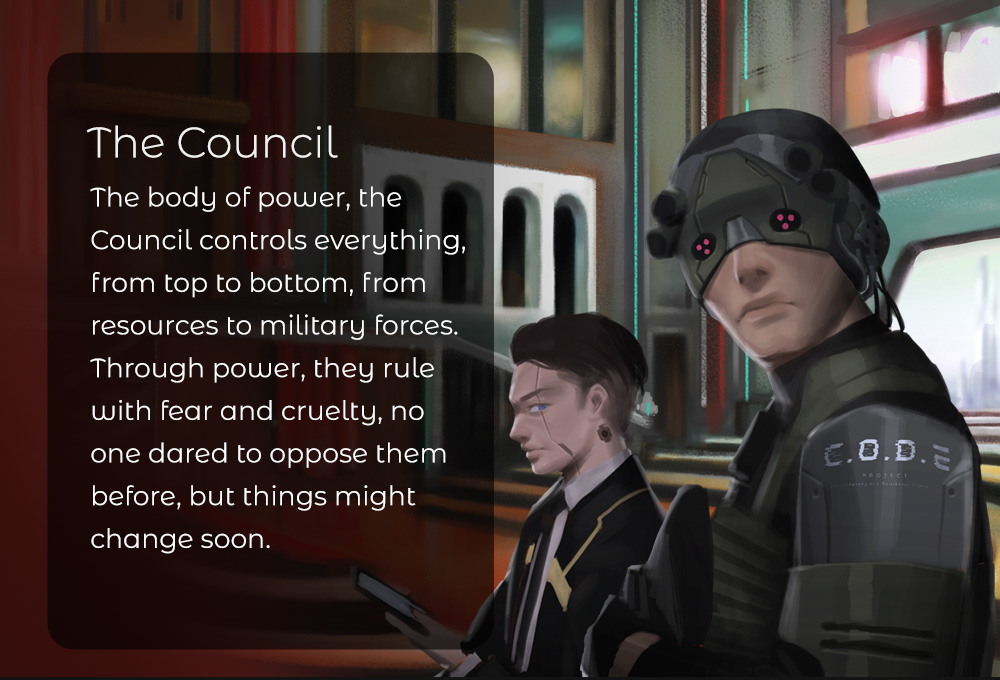 The Council
The body of power, the
Council controls everything,
from top to bottom, from
resources to military forces.
Through power, they rule
with fear and cruelty, no
one dared to oppose them
before, but things might
change soon.
E.O.D.E
PROJECT